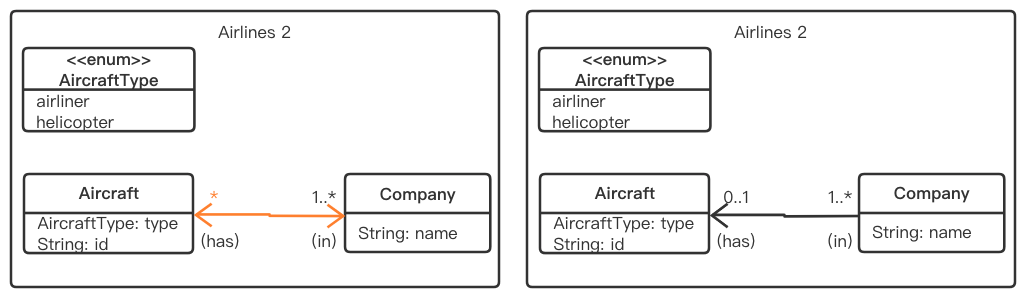 Airlines 2
<<enum>>
AircraftType
airliner
helicopter
Aircraft
AircraftType: type
String: id
*
(has)
1..*
(in)
Company
String: name
Airlines 2
<<enum>>
AircraftType
airliner
helicopter
Aircraft
AircraftType: type
String: id
0..1
(has)
1..*
(in)
Company
String: name